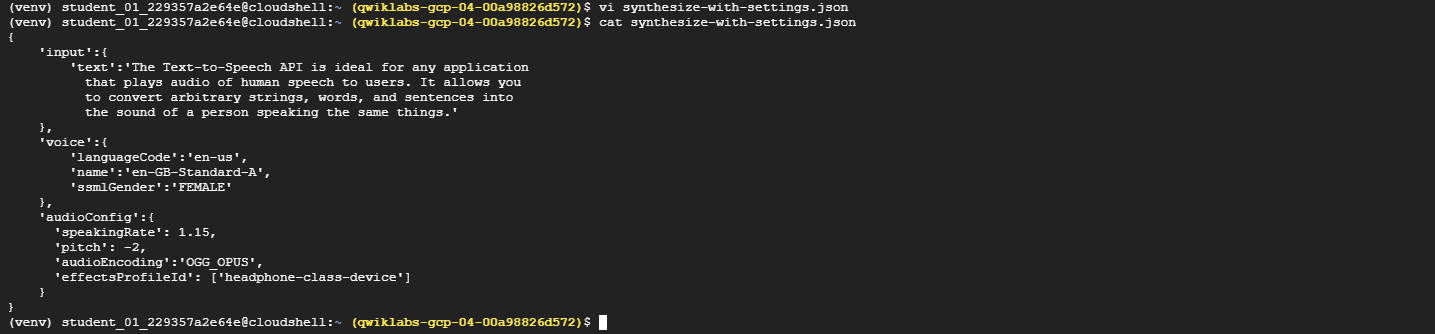 (venv) student_01_229357a2e64e@cloudshell:~ (qwiklabs-gcp-04-00a98826d572)$ vi synthesize-with-settings.json
(venv) student_01_229357a2e64e@cloudshell:~ (qwiklabs-gcp-04-00a98826d572)$ cat synthesize-with-settings.json
{
    'input':{
        'text':'The Text-to-Speech API is ideal for any application
          that plays audio of human speech to users. It allows you
          to convert arbitrary strings, words, and sentences into
          the sound of a person speaking the same things.'
    },
    'voice':{
        'languageCode':'en-us',
        'name':'en-GB-Standard-A',
        'ssmlGender':'FEMALE'
    },
    'audioConfig':{
      'speakingRate': 1.15,
      'pitch': -2,
      'audioEncoding':'OGG_OPUS',
      'effectsProfileId': ['headphone-class-device']
    }
}
(venv) student_01_229357a2e64e@cloudshell:~ (qwiklabs-gcp-04-00a98826d572)$